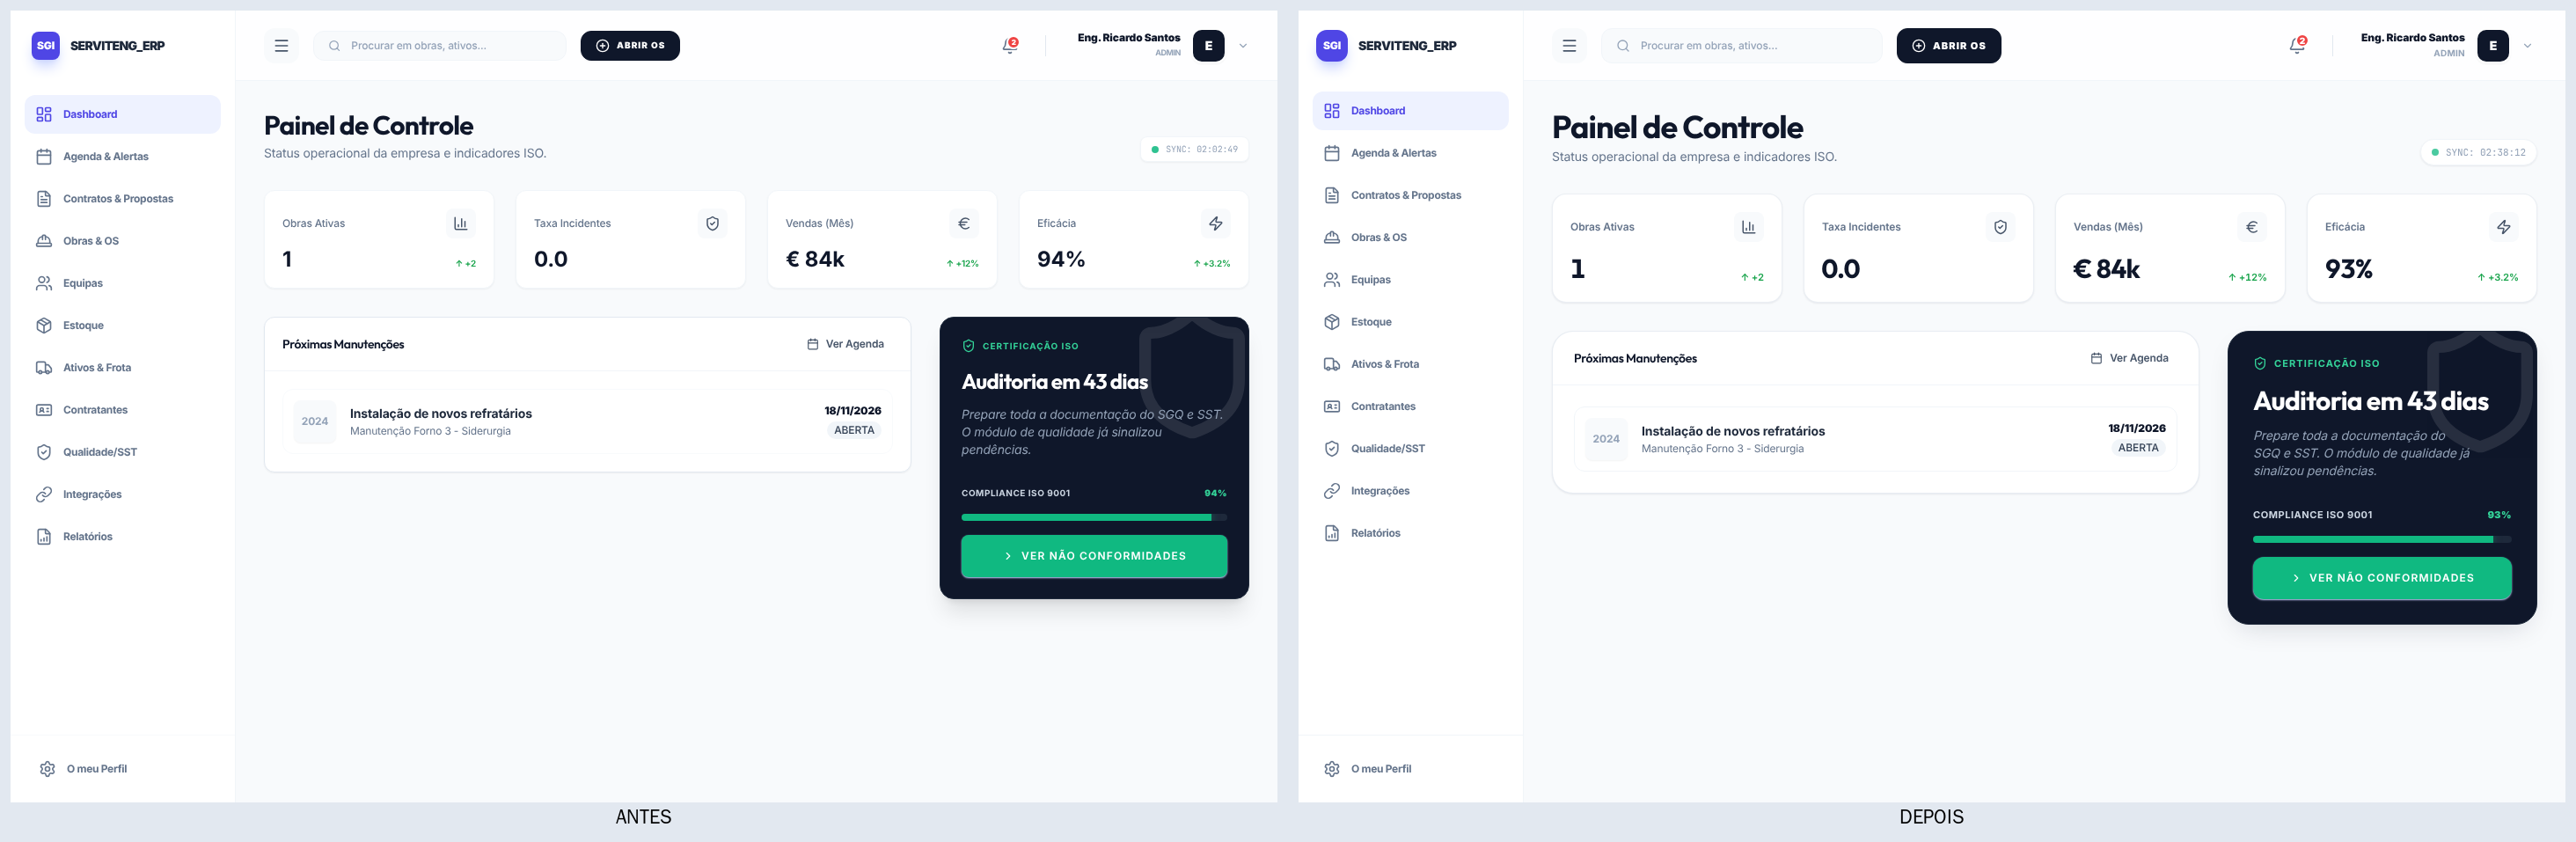 SGI SERVITENG_ERP
Procurar em obras, ativos...
ABRIR OS
2
Eng. Ricardo Santos
ADMIN
E
Dashboard
Agenda & Alertas
Contratos & Propostas
Obras & OS
Equipas
Estoque
Ativos & Frota
Contratantes
Qualidade/SST
Integrações
Relatórios
O meu Perfil
Painel de Controle
Status operacional da empresa e indicadores ISO.
SYNC: 02:02:49
Obras Ativas
1
↑ +2
Taxa Incidentes
0.0
Vendas (Mês)
€
€ 84k
↑ +12%
Eficácia
94%
↑ +3.2%
Próximas Manutenções
Ver Agenda
2024
Instalação de novos refratários
Manutenção Forno 3 - Siderurgia
18/11/2026
ABERTA
CERTIFICAÇÃO ISO
Auditoria em 43 dias
Prepare toda a documentação do SGQ e SST.
O módulo de qualidade já sinalizou
pendências.
COMPLIANCE ISO 9001
94%
VER NÃO CONFORMIDADES
ANTES
SGI SERVITENG_ERP
Procurar em obras, ativos...
ABRIR OS
2
Eng. Ricardo Santos
ADMIN
E
Dashboard
Agenda & Alertas
Contratos & Propostas
Obras & OS
Equipas
Estoque
Ativos & Frota
Contratantes
Qualidade/SST
Integrações
Relatórios
O meu Perfil
Painel de Controle
Status operacional da empresa e indicadores ISO.
SYNC: 02:38:12
Obras Ativas
1
↑ +2
Taxa Incidentes
0.0
Vendas (Mês)
€
€ 84k
↑ +12%
Eficácia
93%
↑ +3.2%
Próximas Manutenções
Ver Agenda
2024
Instalação de novos refratários
Manutenção Forno 3 - Siderurgia
18/11/2026
ABERTA
CERTIFICAÇÃO ISO
Auditoria em 43 dias
Prepare toda a documentação do
SGQ e SST. O módulo de qualidade já
sinalizou pendências.
COMPLIANCE ISO 9001
93%
VER NÃO CONFORMIDADES
DEPOIS